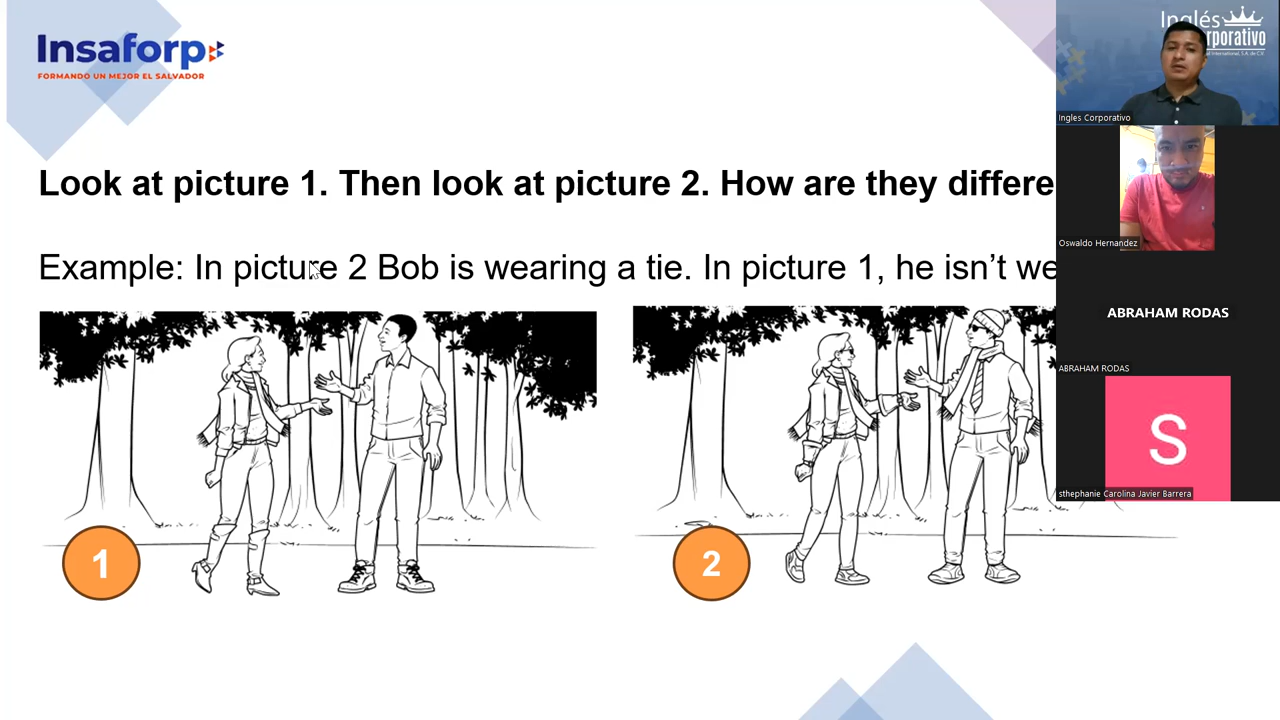 Insaforp
FORMANDO UN MEJOR EL SALVADOR
Inglés
orporativo
Ingles Corporativo
Look at picture 1. Then look at picture 2. How are they differe
Oswaldo Hernandez
Example: In picture 2 Bob is wearing a tie. In picture 1, he isn't we
ABRAHAM RODAS
ABRAHAM RODAS
S
sthephanie Carolina Javier Barrera
1
2